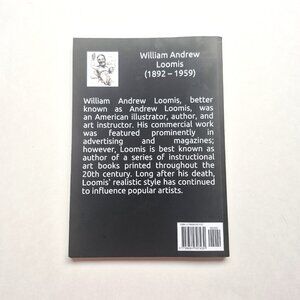 William Andrew
Loomis
(1892 – 1959)
William Andrew Loomis, better
known as Andrew Loomis, was
an American illustrator, author, and
art instructor. His commercial work
was featured prominently in
advertising and magazines;
however, Loomis is best known as
author of a series of instructional
art books printed throughout the
20th century. Long after his death,
Loomis' realistic style has continued
to influence popular artists.